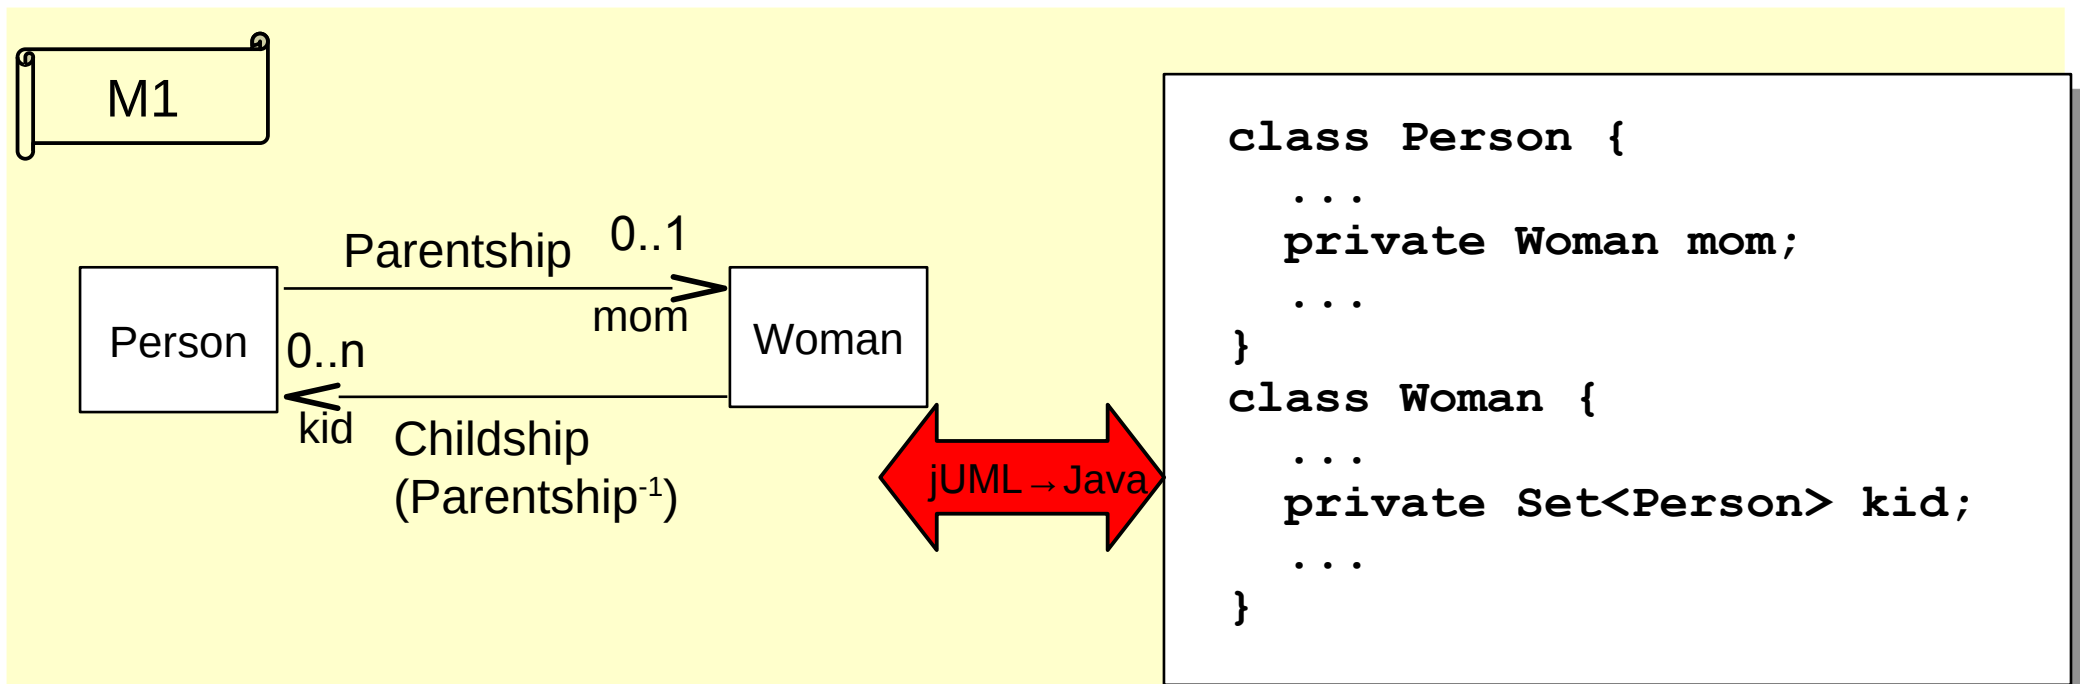 M1
Parentship
0..1
mom
Person
Woman
0..n
kid
Childship
(Parentship⁻¹)
jUML→Java
class Person {
...
private Woman mom;
...
}
class Woman {
...
private Set<Person> kid;
...
}